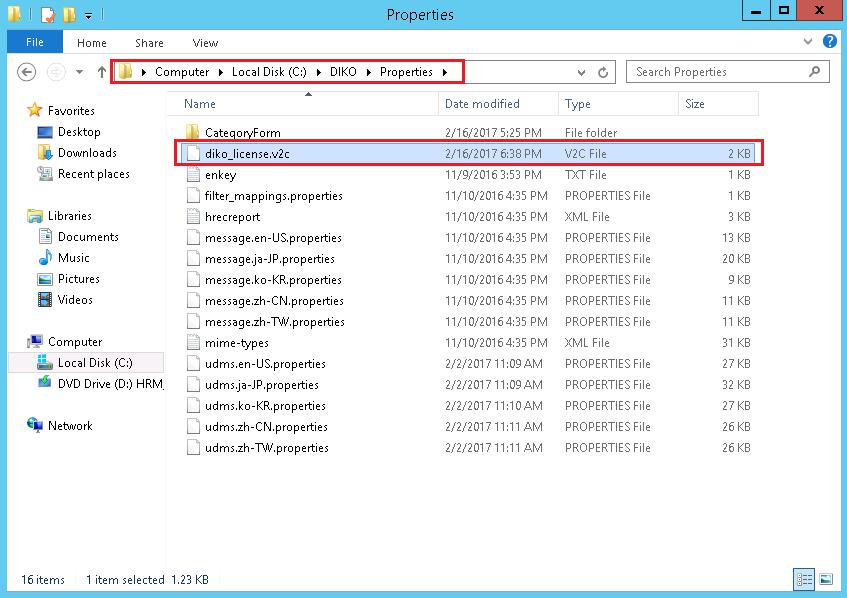 Properties
File Home Share View
Computer Local Disk (C:) DIKO Properties
Search Properties
Name Date modified Type Size
Favorites
Desktop
Downloads
Recent places
Libraries
Documents
Music
Pictures
Videos
Computer
Local Disk (C:)
DVD Drive (D:) HRM
Network
CateqoryForm 2/16/2017 5:25 PM File folder
diko_license.v2c 2/16/2017 6:38 PM V2C File 2 KB
enkey 11/9/2016 3:53 PM TXT File 1 KB
filter_mappings.properties 11/10/2016 4:35 PM PROPERTIES File 1 KB
hrecreport 11/10/2016 4:35 PM XML File 3 KB
message.en-US.properties 11/10/2016 4:35 PM PROPERTIES File 13 KB
message.ja-JP.properties 11/10/2016 4:35 PM PROPERTIES File 20 KB
message.ko-KR.properties 11/10/2016 4:35 PM PROPERTIES File 9 KB
message.zh-CN.properties 11/10/2016 4:35 PM PROPERTIES File 11 KB
message.zh-TW.properties 11/10/2016 4:35 PM PROPERTIES File 11 KB
mime-types 11/10/2016 4:35 PM XML File 31 KB
udms.en-US.properties 2/2/2017 11:09 AM PROPERTIES File 27 KB
udms.ja-JP.properties 2/2/2017 11:09 AM PROPERTIES File 32 KB
udms.ko-KR.properties 2/2/2017 11:10 AM PROPERTIES File 27 KB
udms.zh-CN.properties 2/2/2017 11:11 AM PROPERTIES File 26 KB
udms.zh-TW.properties 2/2/2017 11:11 AM PROPERTIES File 26 KB
16 items 1 item selected 1.23 KB